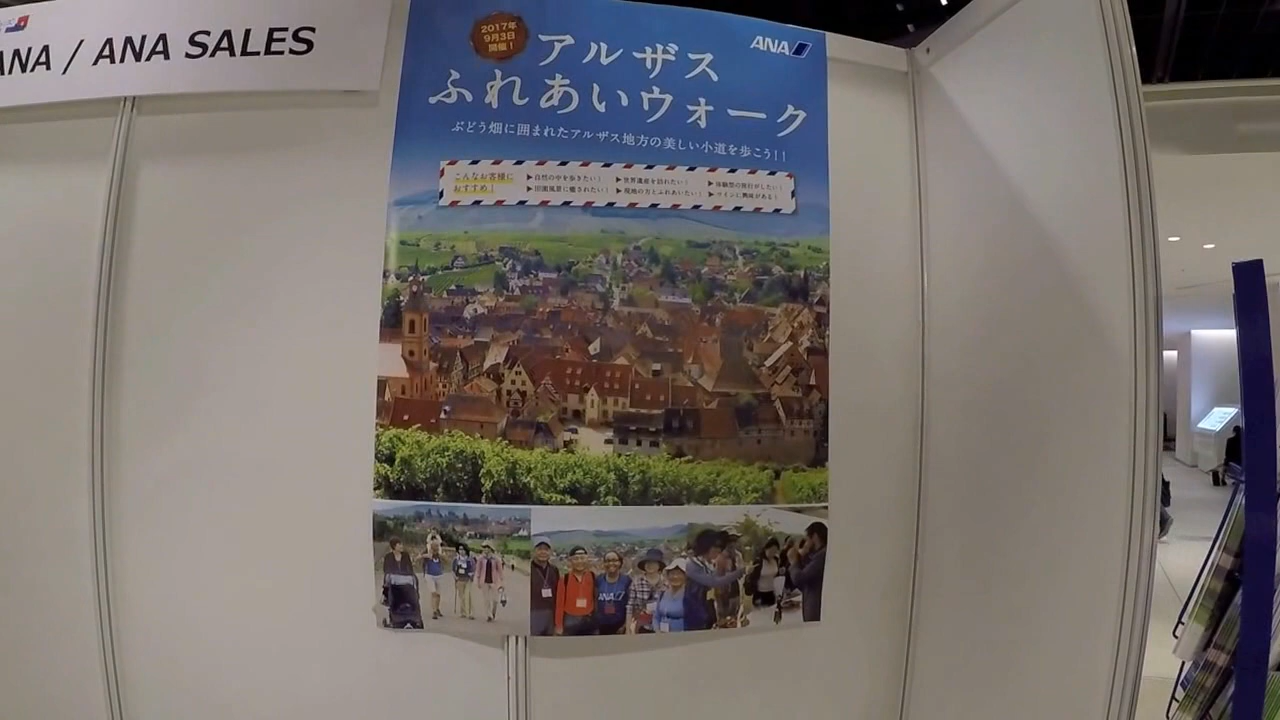 ANA / ANA SALES
2017年
9月3日
開催！
ANA
アルザス
ふれあいウォーク
ぶどう畑に囲まれたアルザス地方の美しい小道を歩こう！！
こんなお客様に
おすすめ！
▶自然の中を歩きたい！ ▶世界遺産を訪れたい！ ▶体験型の旅行がしたい！
▶田園風景に癒されたい！ ▶現地の方とふれあいたい！ ▶ワインに興味がある！
ANA